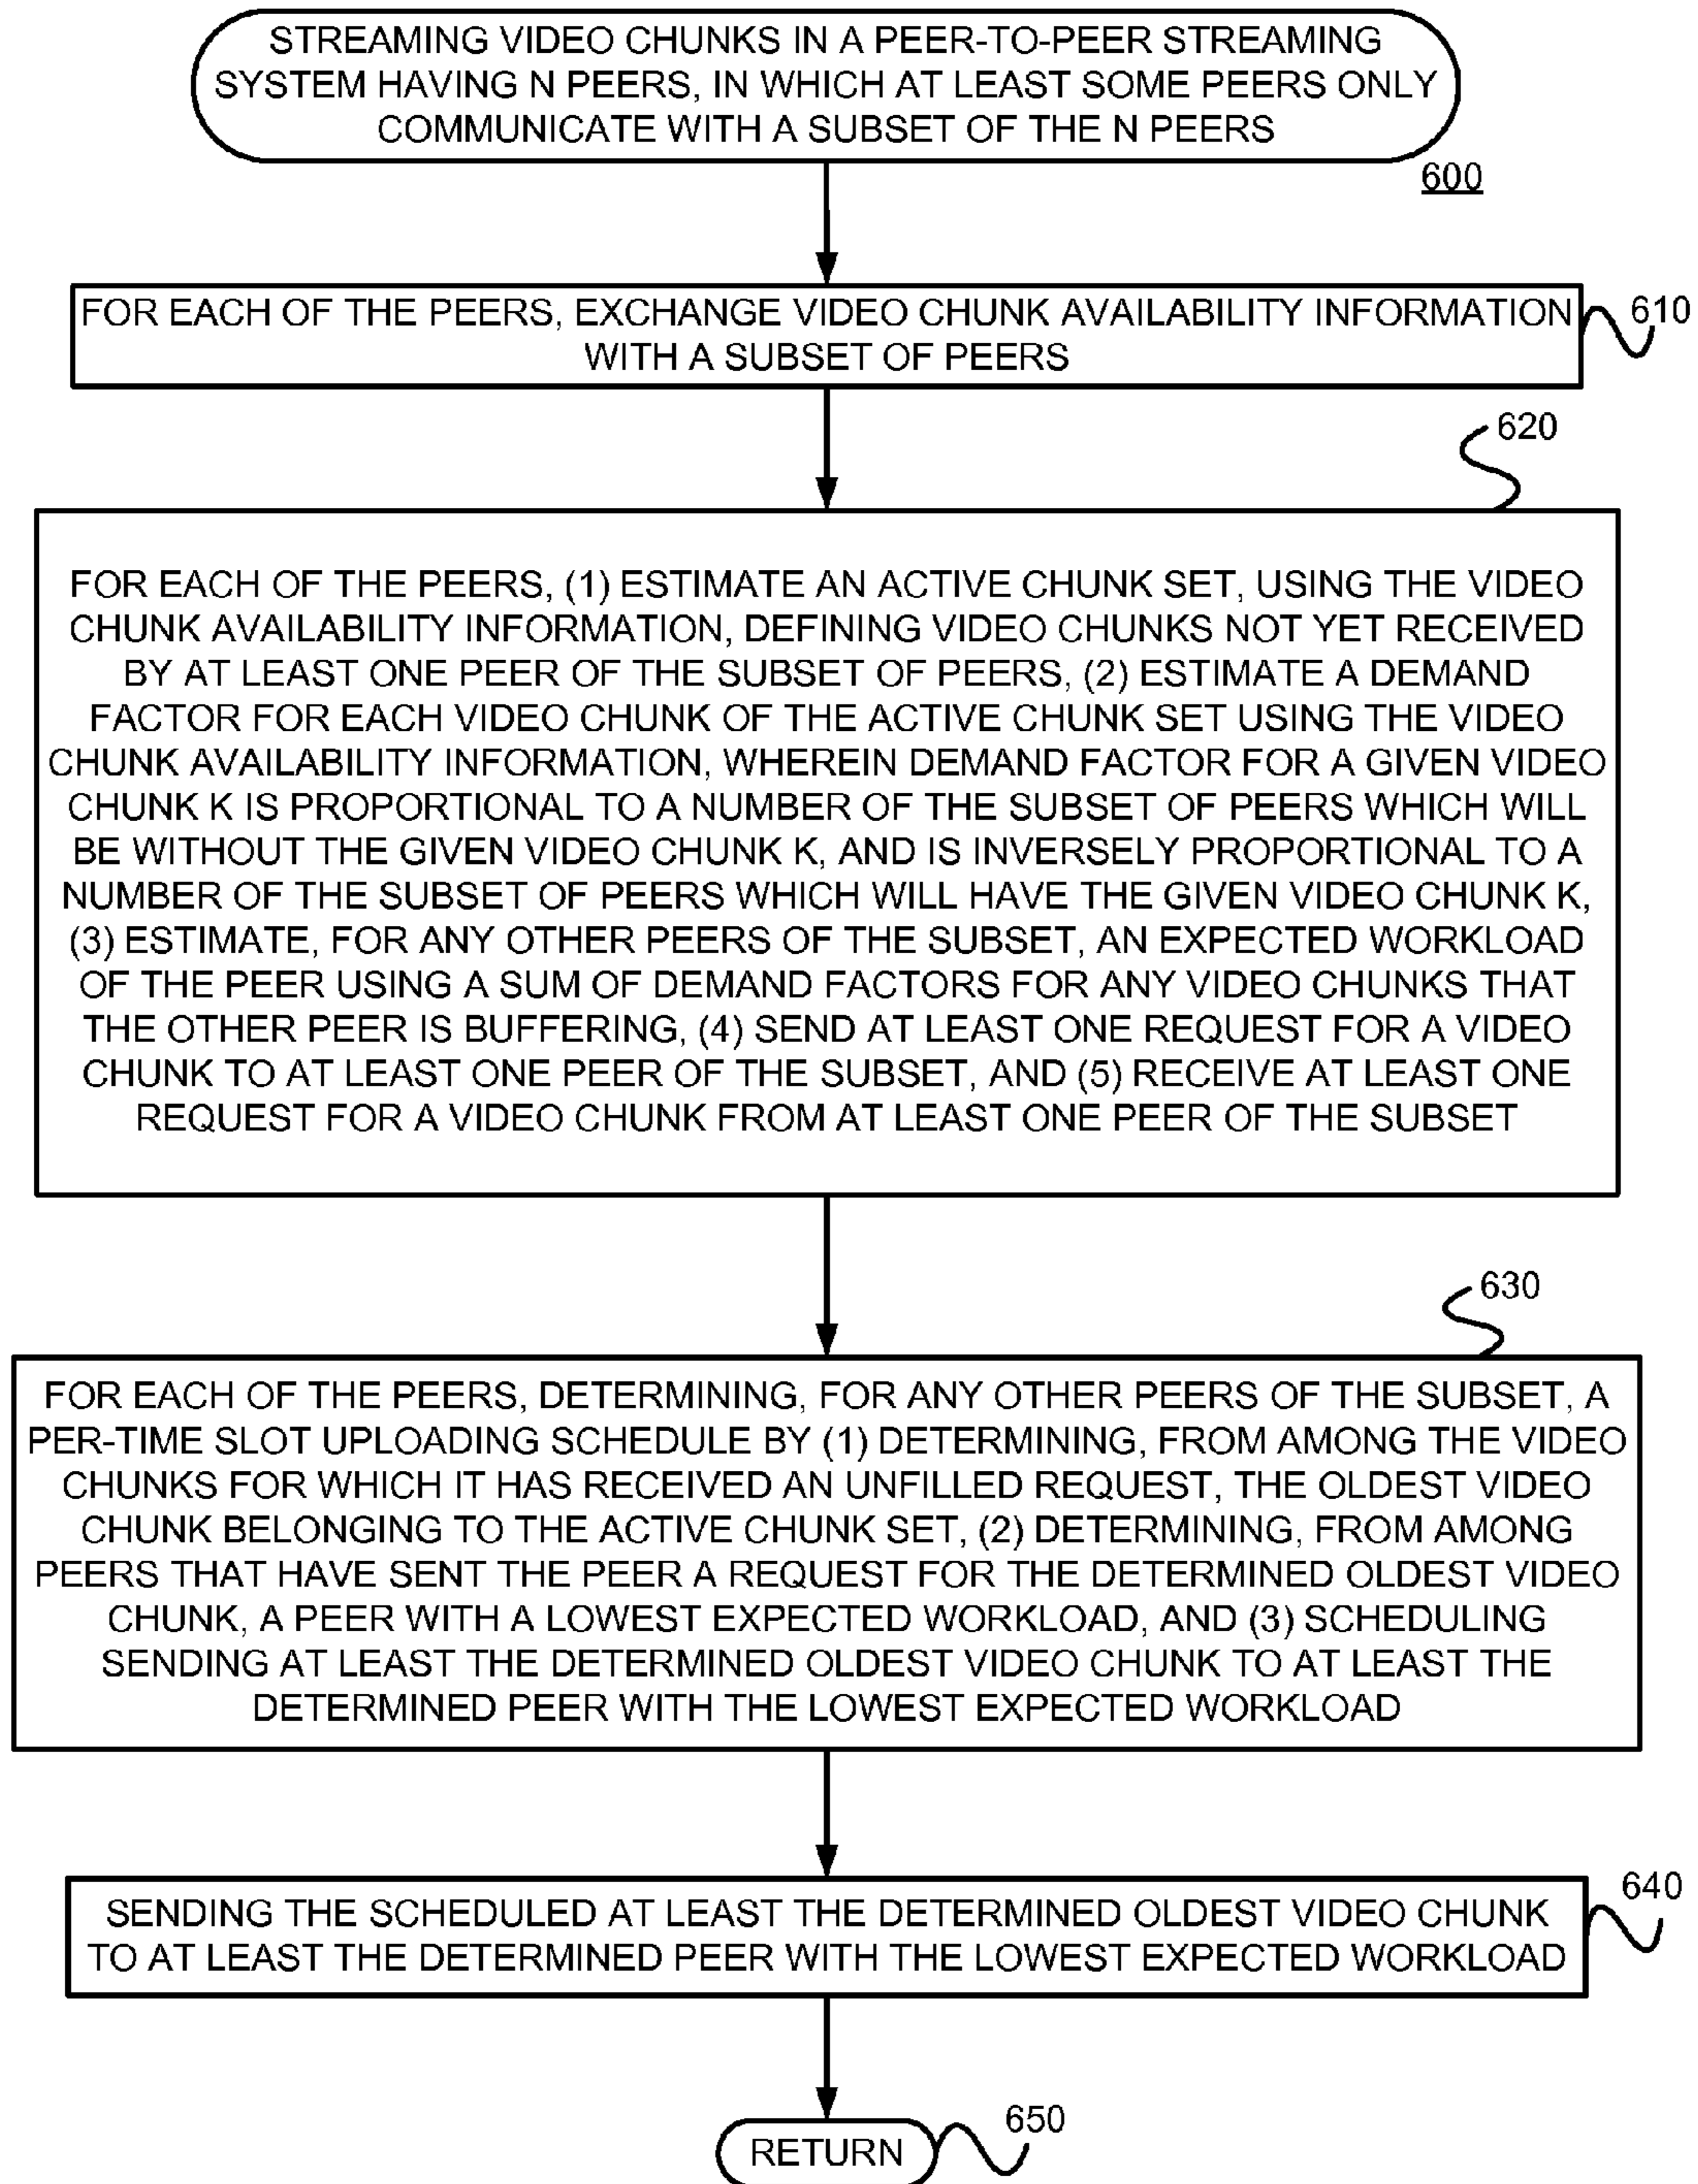 STREAMING VIDEO CHUNKS IN A PEER-TO-PEER STREAMING
SYSTEM HAVING N PEERS, IN WHICH AT LEAST SOME PEERS ONLY
COMMUNICATE WITH A SUBSET OF THE N PEERS
600
FOR EACH OF THE PEERS, EXCHANGE VIDEO CHUNK AVAILABILITY INFORMATION
WITH A SUBSET OF PEERS
610
620
FOR EACH OF THE PEERS, (1) ESTIMATE AN ACTIVE CHUNK SET, USING THE VIDEO
CHUNK AVAILABILITY INFORMATION, DEFINING VIDEO CHUNKS NOT YET RECEIVED
BY AT LEAST ONE PEER OF THE SUBSET OF PEERS, (2) ESTIMATE A DEMAND
FACTOR FOR EACH VIDEO CHUNK OF THE ACTIVE CHUNK SET USING THE VIDEO
CHUNK AVAILABILITY INFORMATION, WHEREIN DEMAND FACTOR FOR A GIVEN VIDEO
CHUNK K IS PROPORTIONAL TO A NUMBER OF THE SUBSET OF PEERS WHICH WILL
BE WITHOUT THE GIVEN VIDEO CHUNK K, AND IS INVERSELY PROPORTIONAL TO A
NUMBER OF THE SUBSET OF PEERS WHICH WILL HAVE THE GIVEN VIDEO CHUNK K,
(3) ESTIMATE, FOR ANY OTHER PEERS OF THE SUBSET, AN EXPECTED WORKLOAD
OF THE PEER USING A SUM OF DEMAND FACTORS FOR ANY VIDEO CHUNKS THAT
THE OTHER PEER IS BUFFERING, (4) SEND AT LEAST ONE REQUEST FOR A VIDEO
CHUNK TO AT LEAST ONE PEER OF THE SUBSET, AND (5) RECEIVE AT LEAST ONE
REQUEST FOR A VIDEO CHUNK FROM AT LEAST ONE PEER OF THE SUBSET
630
FOR EACH OF THE PEERS, DETERMINING, FOR ANY OTHER PEERS OF THE SUBSET, A
PER-TIME SLOT UPLOADING SCHEDULE BY (1) DETERMINING, FROM AMONG THE VIDEO
CHUNKS FOR WHICH IT HAS RECEIVED AN UNFILLED REQUEST, THE OLDEST VIDEO
CHUNK BELONGING TO THE ACTIVE CHUNK SET, (2) DETERMINING, FROM AMONG
PEERS THAT HAVE SENT THE PEER A REQUEST FOR THE DETERMINED OLDEST VIDEO
CHUNK, A PEER WITH A LOWEST EXPECTED WORKLOAD, AND (3) SCHEDULING
SENDING AT LEAST THE DETERMINED OLDEST VIDEO CHUNK TO AT LEAST THE
DETERMINED PEER WITH THE LOWEST EXPECTED WORKLOAD
640
SENDING THE SCHEDULED AT LEAST THE DETERMINED OLDEST VIDEO CHUNK
TO AT LEAST THE DETERMINED PEER WITH THE LOWEST EXPECTED WORKLOAD
650
RETURN